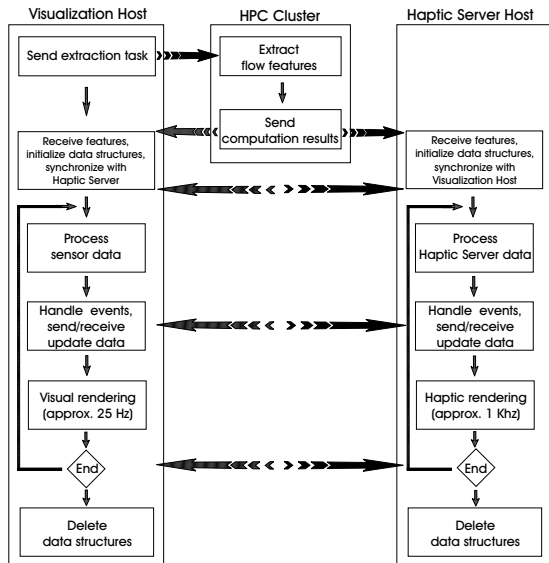 Visualization Host
Send extraction task
Receive features,
initialize data structures,
synchronize with
Haptic Server
Process
sensor data
Handle events,
send/receive
update data
Visual rendering
(approx. 25 Hz)
End
Delete
data structures
HPC Cluster
Extract
flow features
Send
computation results
Haptic Server Host
Receive features,
initialize data structures,
synchronize with
Visualization Host
Process
Haptic Server data
Handle events,
send/receive
update data
Haptic rendering
(approx. 1 Khz)
End
Delete
data structures